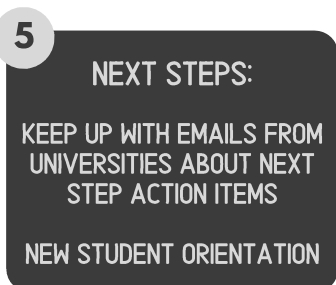 5
NEXT STEPS:
KEEP UP WITH EMAILS FROM
UNIVERSITIES ABOUT NEXT
STEP ACTION ITEMS
NEW STUDENT ORIENTATION